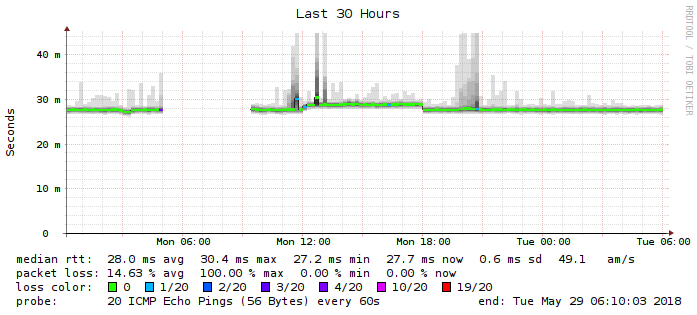 Last 30 Hours
RRDTOOL / TOBI OETIKER
Seconds
40 m
30 m
20 m
10 m
0
Mon 06:00 Mon 12:00 Mon 18:00 Tue 00:00 Tue 06:00
median rtt: 28.0 ms avg 30.4 ms max 27.2 ms min 27.7 ms now 0.6 ms sd 49.1 am/s
packet loss: 14.63 % avg 100.00 % max 0.00 % min 0.00 % now
loss color: 0 1/20 2/20 3/20 4/20 10/20 19/20
probe: 20 ICMP Echo Pings (56 Bytes) every 60s end: Tue May 29 06:10:03 2018